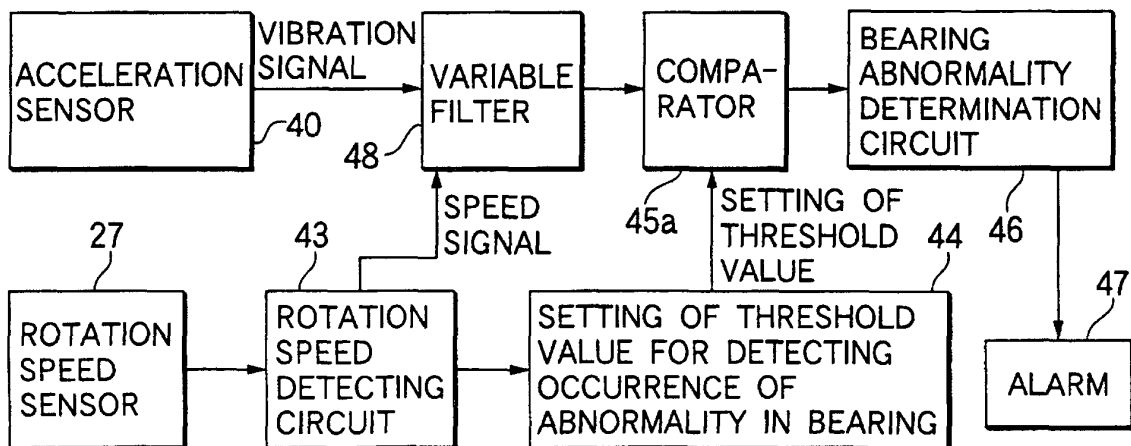 ACCELERATION
SENSOR
40
VIBRATION
SIGNAL
VARIABLE
FILTER
48
COMPA-
RATOR
45a
BEARING
ABNORMALITY
DETERMINATION
CIRCUIT
46
SPEED
SIGNAL
SETTING OF
THRESHOLD
VALUE
27
ROTATION
SPEED
SENSOR
43
ROTATION
SPEED
DETECTING
CIRCUIT
44
SETTING OF THRESHOLD
VALUE FOR DETECTING
OCCURRENCE OF
ABNORMALITY IN BEARING
47
ALARM